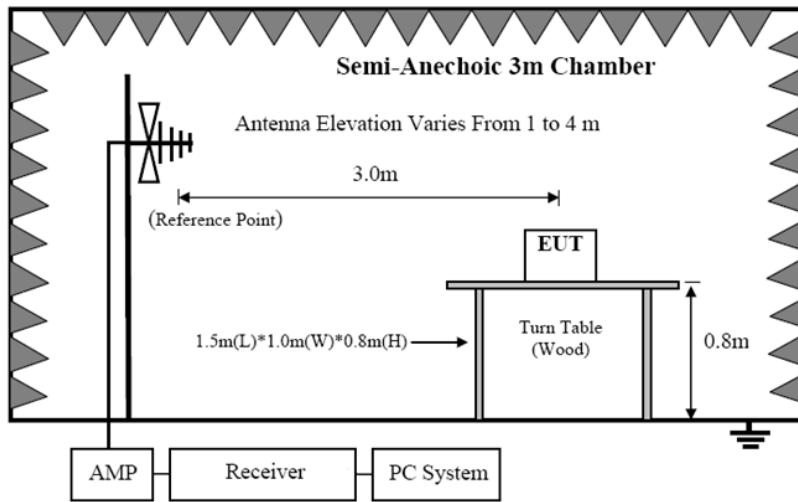 Semi-Anechoic 3m Chamber
Antenna Elevation Varies From 1 to 4 m
3.0m
(Reference Point)
EUT
1.5m(L)*1.0m(W)*0.8m(H)
Turn Table
(Wood)
0.8m
AMP
Receiver
PC System